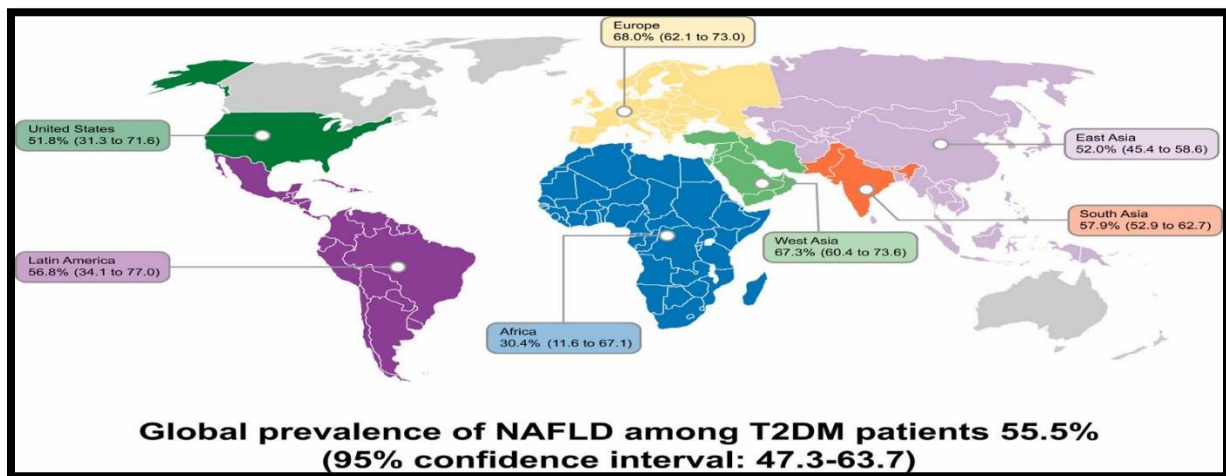 Europe
68.0% (62.1 to 73.0)
United States
51.8% (31.3 to 71.6)
East Asia
52.0% (45.4 to 58.6)
South Asia
57.9% (52.9 to 62.7)
West Asia
67.3% (60.4 to 73.6)
Latin America
56.8% (34.1 to 77.0)
Africa
30.4% (11.6 to 67.1)
Global prevalence of NAFLD among T2DM patients 55.5%
(95% confidence interval: 47.3-63.7)